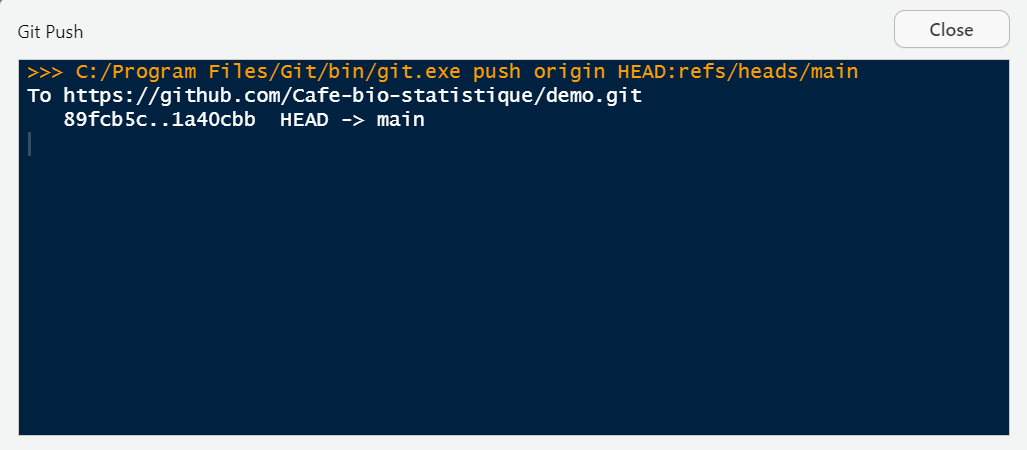 Git Push
Close
>>> C:/Program Files/Git/bin/git.exe push origin HEAD:refs/heads/main
To https://github.com/Cafe-bio-statistique/demo.git
   89fcb5c..1a40cbb  HEAD -> main